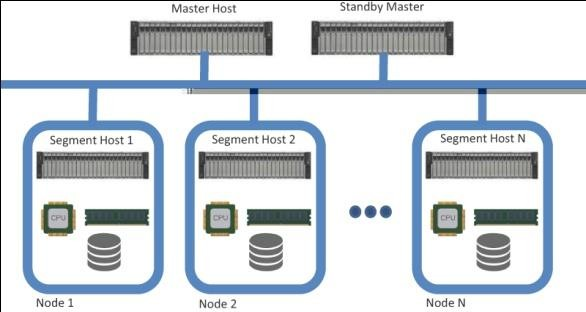 Master Host
Standby Master
Segment Host 1
Segment Host 2
Segment Host N
CPU
CPU
CPU
Node 1
Node 2
Node N